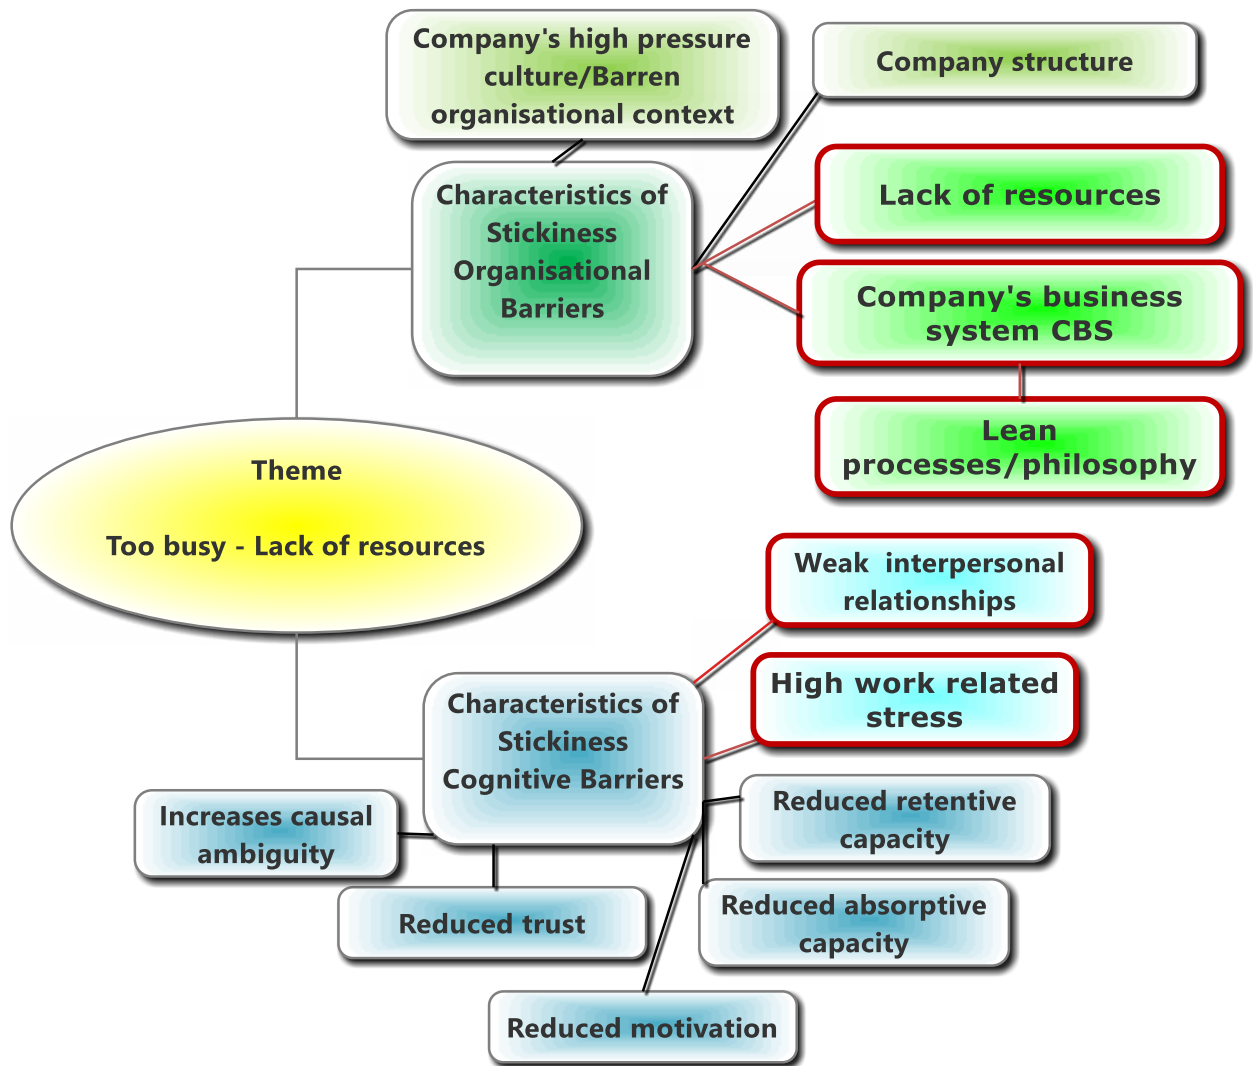 Company's high pressure
culture/Barren
organisational context
Company structure
Characteristics of
Stickiness
Organisational
Barriers
Lack of resources
Company's business
system CBS
Lean
processes/philosophy
Theme
Too busy - Lack of resources
Weak  interpersonal
relationships
High work related
stress
Characteristics of
Stickiness
Cognitive Barriers
Increases causal
ambiguity
Reduced retentive
capacity
Reduced trust
Reduced absorptive
capacity
Reduced motivation